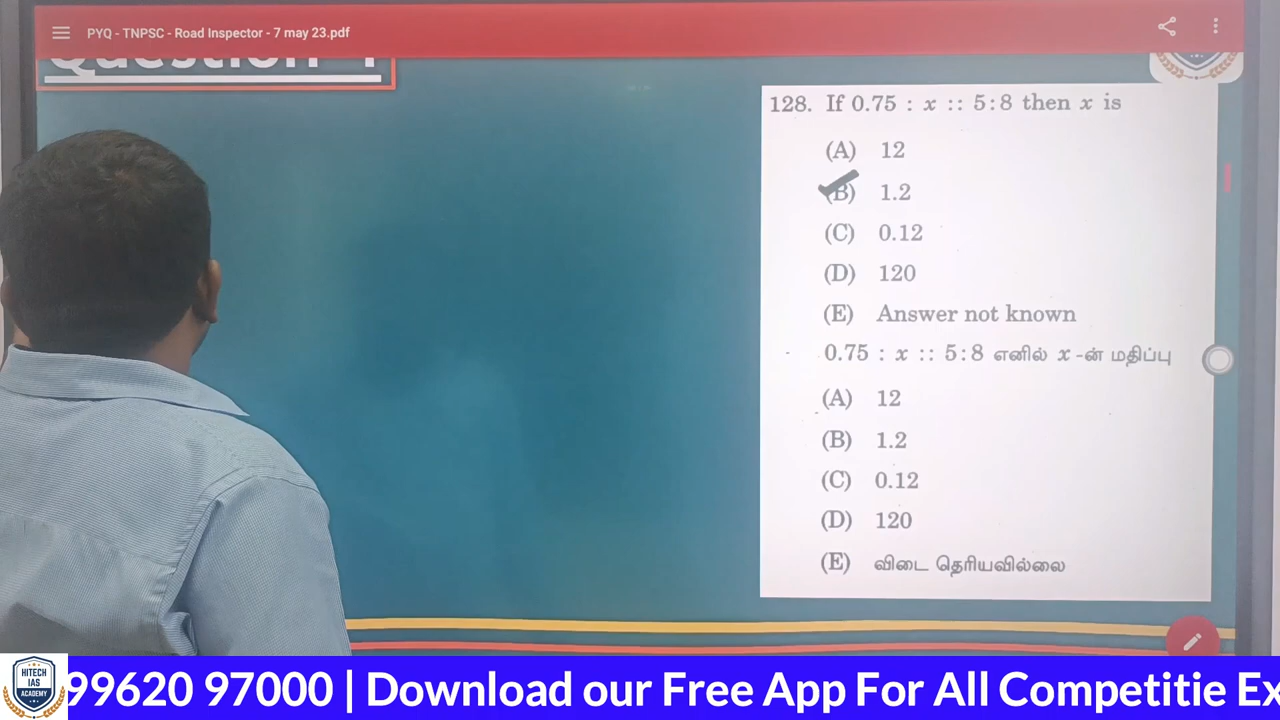 PYQ - TNPSC - Road Inspector - 7 may 23.pdf
128. If 0.75 : x :: 5:8 then x is
(A) 12
(B) 1.2
(C) 0.12
(D) 120
(E) Answer not known
0.75 : x :: 5:8 எனில் x -ன் மதிப்பு
(A) 12
(B) 1.2
(C) 0.12
(D) 120
(E) விடை தெரியவில்லை
HITECH
IAS
ACADEMY
99620 97000 | Download our Free App For All Competitie Ex